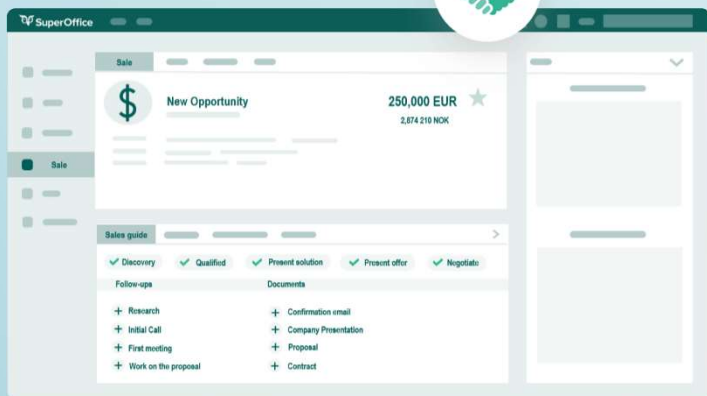 SuperOffice
Sale
New Opportunity
250,000 EUR
2,874 210 NOK
Sale
Sales guide
Discovery Qualified Present solution Present offer Negotiate
Follow-ups Documents
Research Confirmation email
Initial Call Company Presentation
First meeting Proposal
Work on the proposal Contract